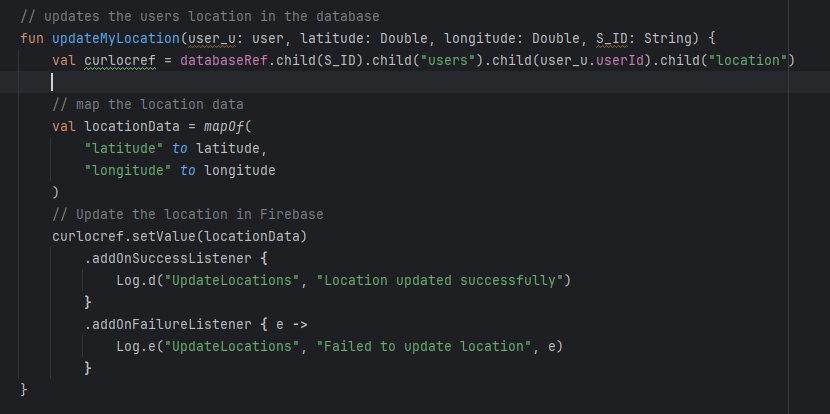 // updates the users location in the database
fun updateMyLocation(user_u: user, latitude: Double, longitude: Double, S_ID: String) {
    val curlocref = databaseRef.child(S_ID).child("users").child(user_u.userId).child("location")
    // map the location data
    val locationData = mapOf(
        "latitude" to latitude,
        "longitude" to longitude
    )
    // Update the location in Firebase
    curlocref.setValue(locationData)
        .addOnSuccessListener {
            Log.d("UpdateLocations", "Location updated successfully")
        }
        .addOnFailureListener { e ->
            Log.e("UpdateLocations", "Failed to update location", e)
        }
}